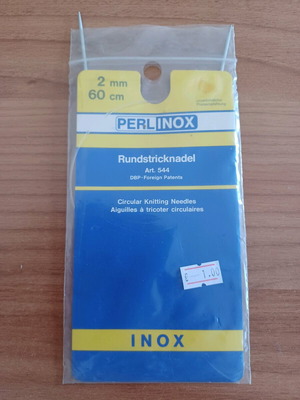 2 mm
60 cm
PERLINOX
Rundstricknadel
Art. 544
DBP-Foreign Patents
Circular Knitting Needles
Aiguilles à tricoter circulaires
€ 1.00
INOX